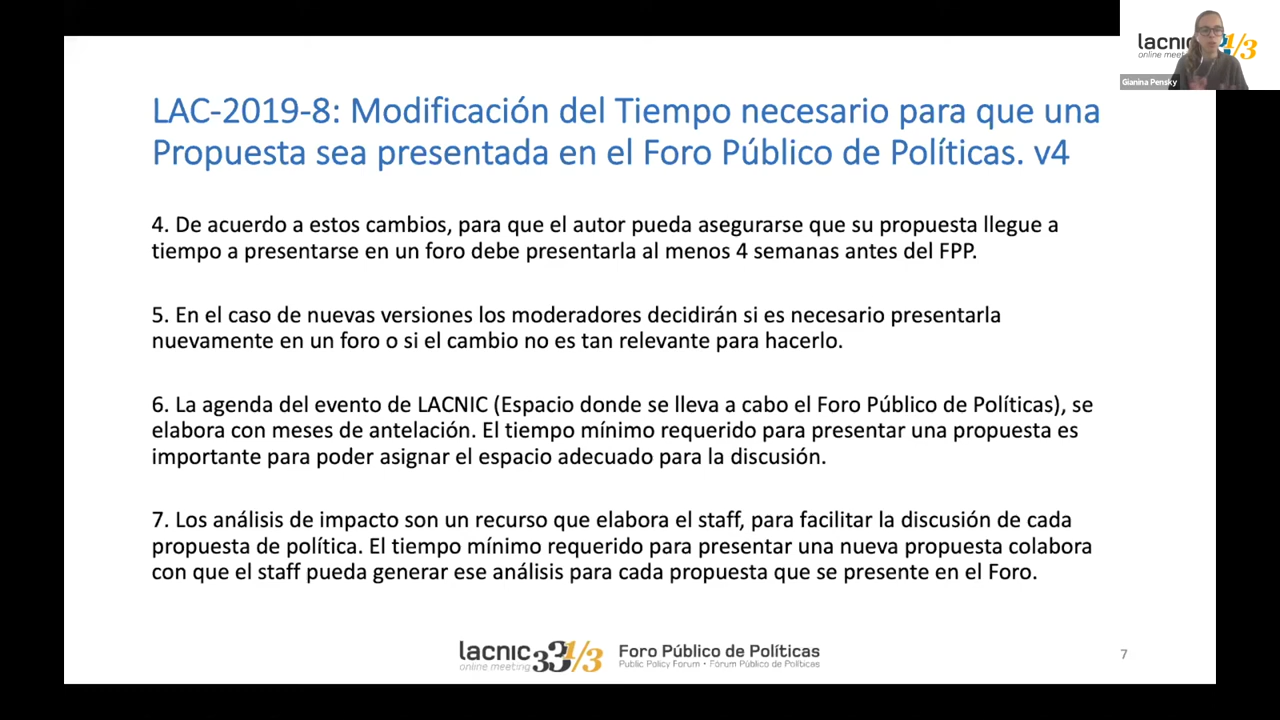 lacnic
1/3
online mee
Gianina Pensky
LAC-2019-8: Modificación del Tiempo necesario para que una
Propuesta sea presentada en el Foro Público de Políticas. v4
4. De acuerdo a estos cambios, para que el autor pueda asegurarse que su propuesta llegue a
tiempo a presentarse en un foro debe presentarla al menos 4 semanas antes del FPP.
5. En el caso de nuevas versiones los moderadores decidirán si es necesario presentarla
nuevamente en un foro o si el cambio no es tan relevante para hacerlo.
6. La agenda del evento de LACNIC (Espacio donde se lleva a cabo el Foro Público de Políticas), se
elabora con meses de antelación. El tiempo mínimo requerido para presentar una propuesta es
importante para poder asignar el espacio adecuado para la discusión.
7. Los análisis de impacto son un recurso que elabora el staff, para facilitar la discusión de cada
propuesta de política. El tiempo mínimo requerido para presentar una nueva propuesta colabora
con que el staff pueda generar ese análisis para cada propuesta que se presente en el Foro.
lacnic 33 1/3
online meeting
Foro Público de Políticas
Public Policy Forum • Fórum Público de Políticas
7